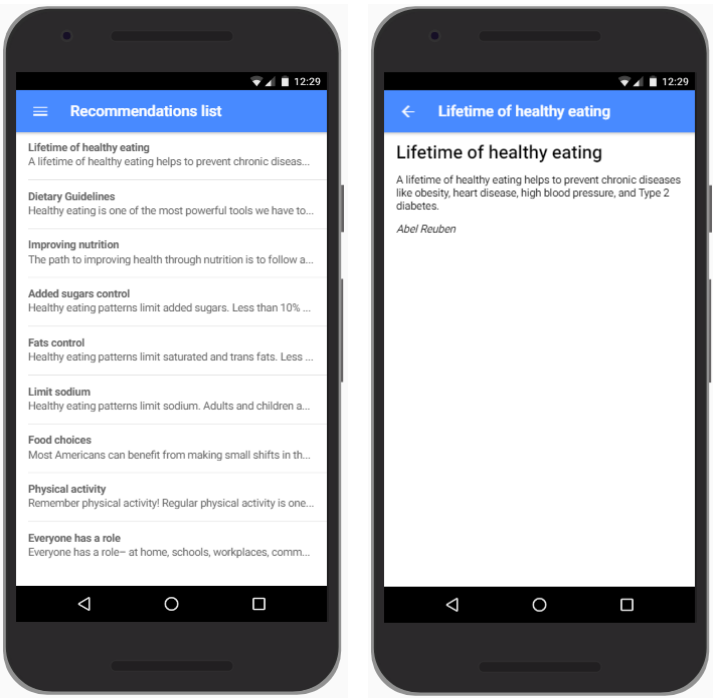 12:29
Recommendations list
Lifetime of healthy eating
A lifetime of healthy eating helps to prevent chronic diseas...
Dietary Guidelines
Healthy eating is one of the most powerful tools we have to...
Improving nutrition
The path to improving health through nutrition is to follow a...
Added sugars control
Healthy eating patterns limit added sugars. Less than 10% ...
Fats control
Healthy eating patterns limit saturated and trans fats. Less ...
Limit sodium
Healthy eating patterns limit sodium. Adults and children a...
Food choices
Most Americans can benefit from making small shifts in th...
Physical activity
Remember physical activity! Regular physical activity is one...
Everyone has a role
Everyone has a role– at home, schools, workplaces, comm...
12:29
Lifetime of healthy eating
Lifetime of healthy eating
A lifetime of healthy eating helps to prevent chronic diseases
like obesity, heart disease, high blood pressure, and Type 2
diabetes.
Abel Reuben